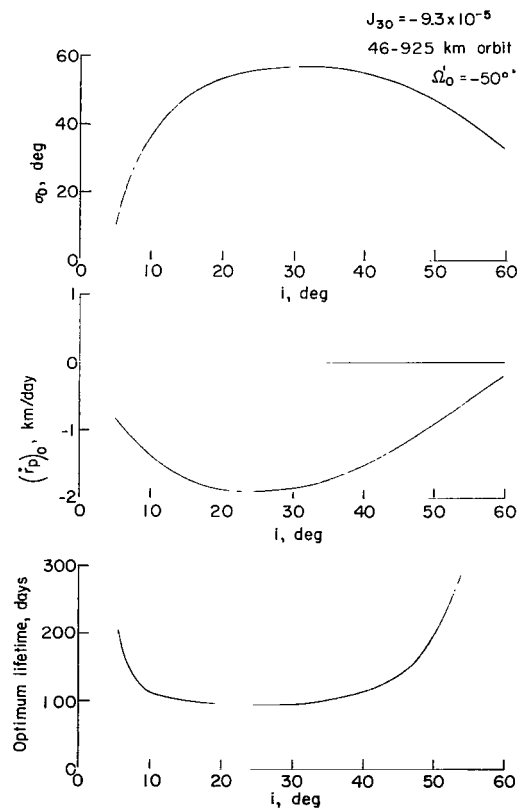 J₃₀ = -9.3 x 10⁻⁵
46-925 km orbit
Ω'₀ = -50°
60
40
20
0
σ₀, deg
0 10 20 30 40 50 60
i, deg
1
0
-1
-2
(ṙp)₀, km/day
0 10 20 30 40 50 60
i, deg
300
200
100
0
Optimum lifetime, days
0 10 20 30 40 50 60
i, deg